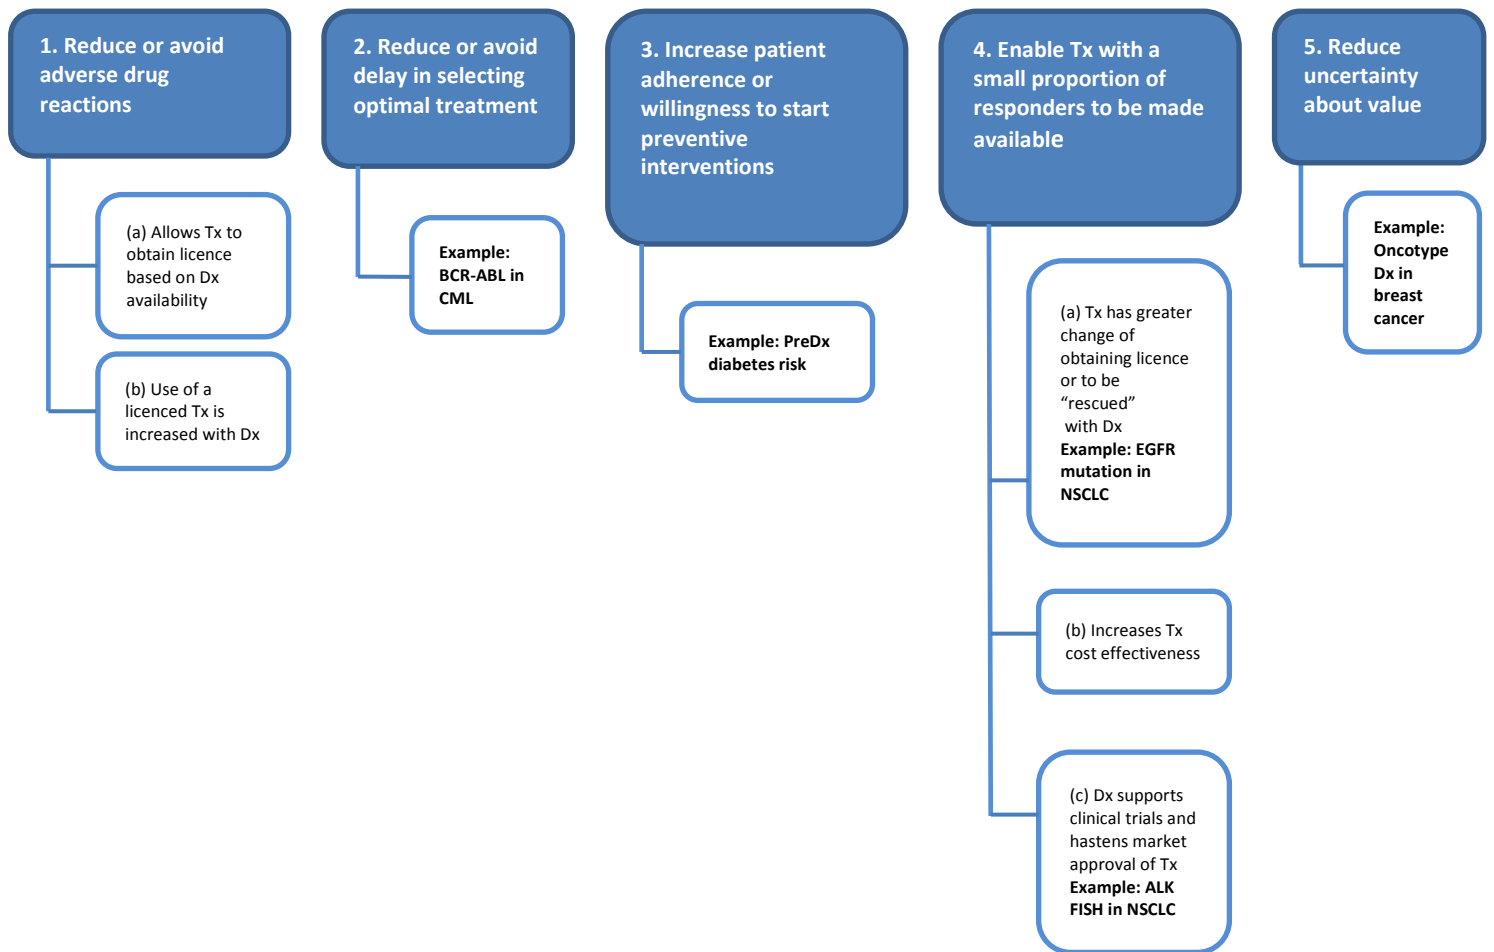 1. Reduce or avoid
adverse drug
reactions
(a) Allows Tx to
obtain licence
based on Dx
availability
(b) Use of a
licenced Tx is
increased with Dx
2. Reduce or avoid
delay in selecting
optimal treatment
Example:
BCR-ABL in
CML
3. Increase patient
adherence or
willingness to start
preventive
interventions
Example: PreDx
diabetes risk
4. Enable Tx with a
small proportion of
responders to be made
available
(a) Tx has greater
change of
obtaining licence
or to be
“rescued”
with Dx
Example: EGFR
mutation in
NSCLC
(b) Increases Tx
cost effectiveness
(c) Dx supports
clinical trials and
hastens market
approval of Tx
Example: ALK
FISH in NSCLC
5. Reduce
uncertainty
about value
Example:
Oncotype
Dx in
breast
cancer